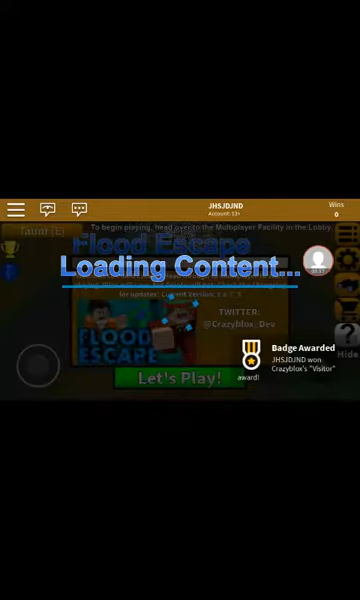 JHSJDJND
Account: 13+
Wins
0
Taunt (E)
To begin playing, head over to the Multiplayer Facility in the Lobby.
Flood Escape
Loading Content...
for updates! Current Version:
TWITTER:
@Crazyblox_Dev
FLOOD
ESCAPE
Let's Play!
Hide
Badge Awarded
JHSJDJND won
Crazyblox's "Visitor"
award!